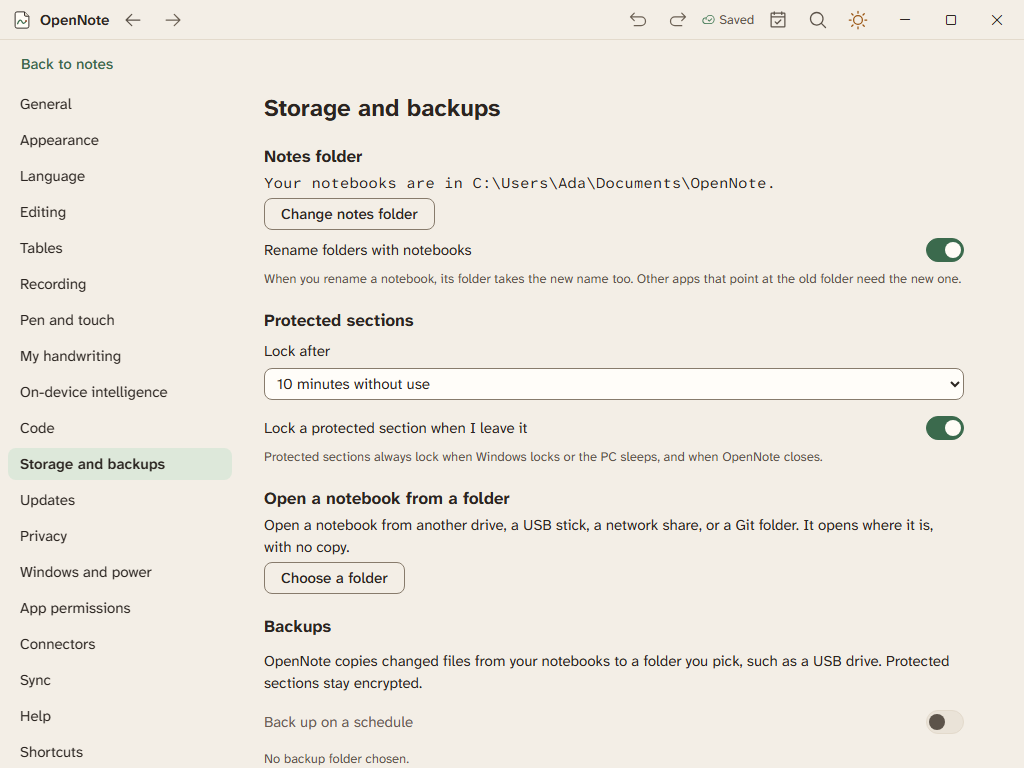 OpenNote
Saved
Back to notes
General
Appearance
Language
Editing
Tables
Recording
Pen and touch
My handwriting
On-device intelligence
Code
Storage and backups
Updates
Privacy
Windows and power
App permissions
Connectors
Sync
Help
Shortcuts
Storage and backups
Notes folder
Your notebooks are in C:\Users\Ada\Documents\OpenNote.
Change notes folder
Rename folders with notebooks
When you rename a notebook, its folder takes the new name too. Other apps that point at the old folder need the new one.
Protected sections
Lock after
10 minutes without use
Lock a protected section when I leave it
Protected sections always lock when Windows locks or the PC sleeps, and when OpenNote closes.
Open a notebook from a folder
Open a notebook from another drive, a USB stick, a network share, or a Git folder. It opens where it is,
with no copy.
Choose a folder
Backups
OpenNote copies changed files from your notebooks to a folder you pick, such as a USB drive. Protected
sections stay encrypted.
Back up on a schedule
No backup folder chosen.